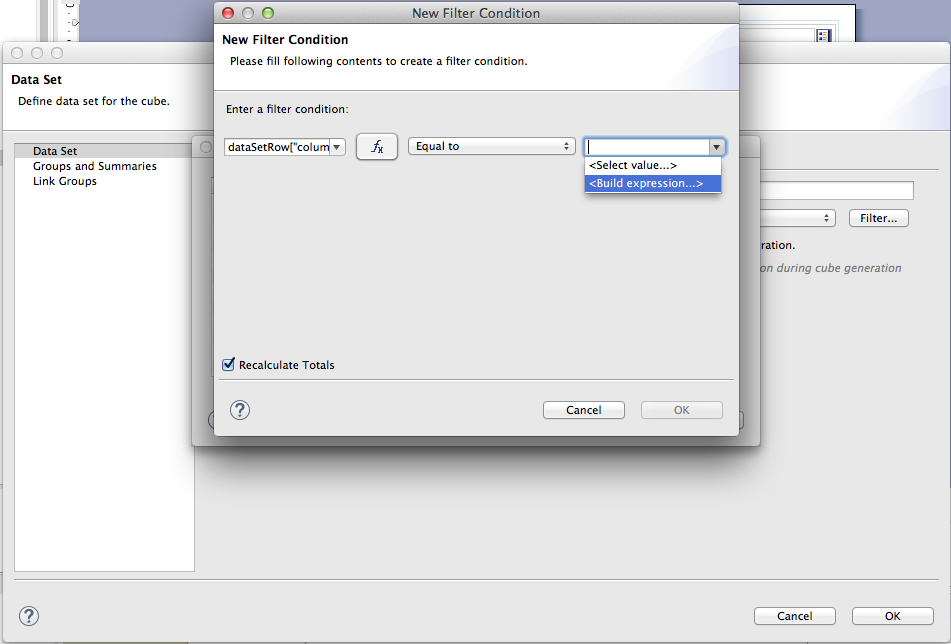 New Filter Condition
New Filter Condition
Please fill following contents to create a filter condition.
Enter a filter condition:
dataSetRow["colum
fx
Equal to
<Select value...>
<Build expression...>
Recalculate Totals
?
Cancel
OK
Data Set
Define data set for the cube.
Data Set
Groups and Summaries
Link Groups
Filter...
ration.
on during cube generation
?
Cancel
OK